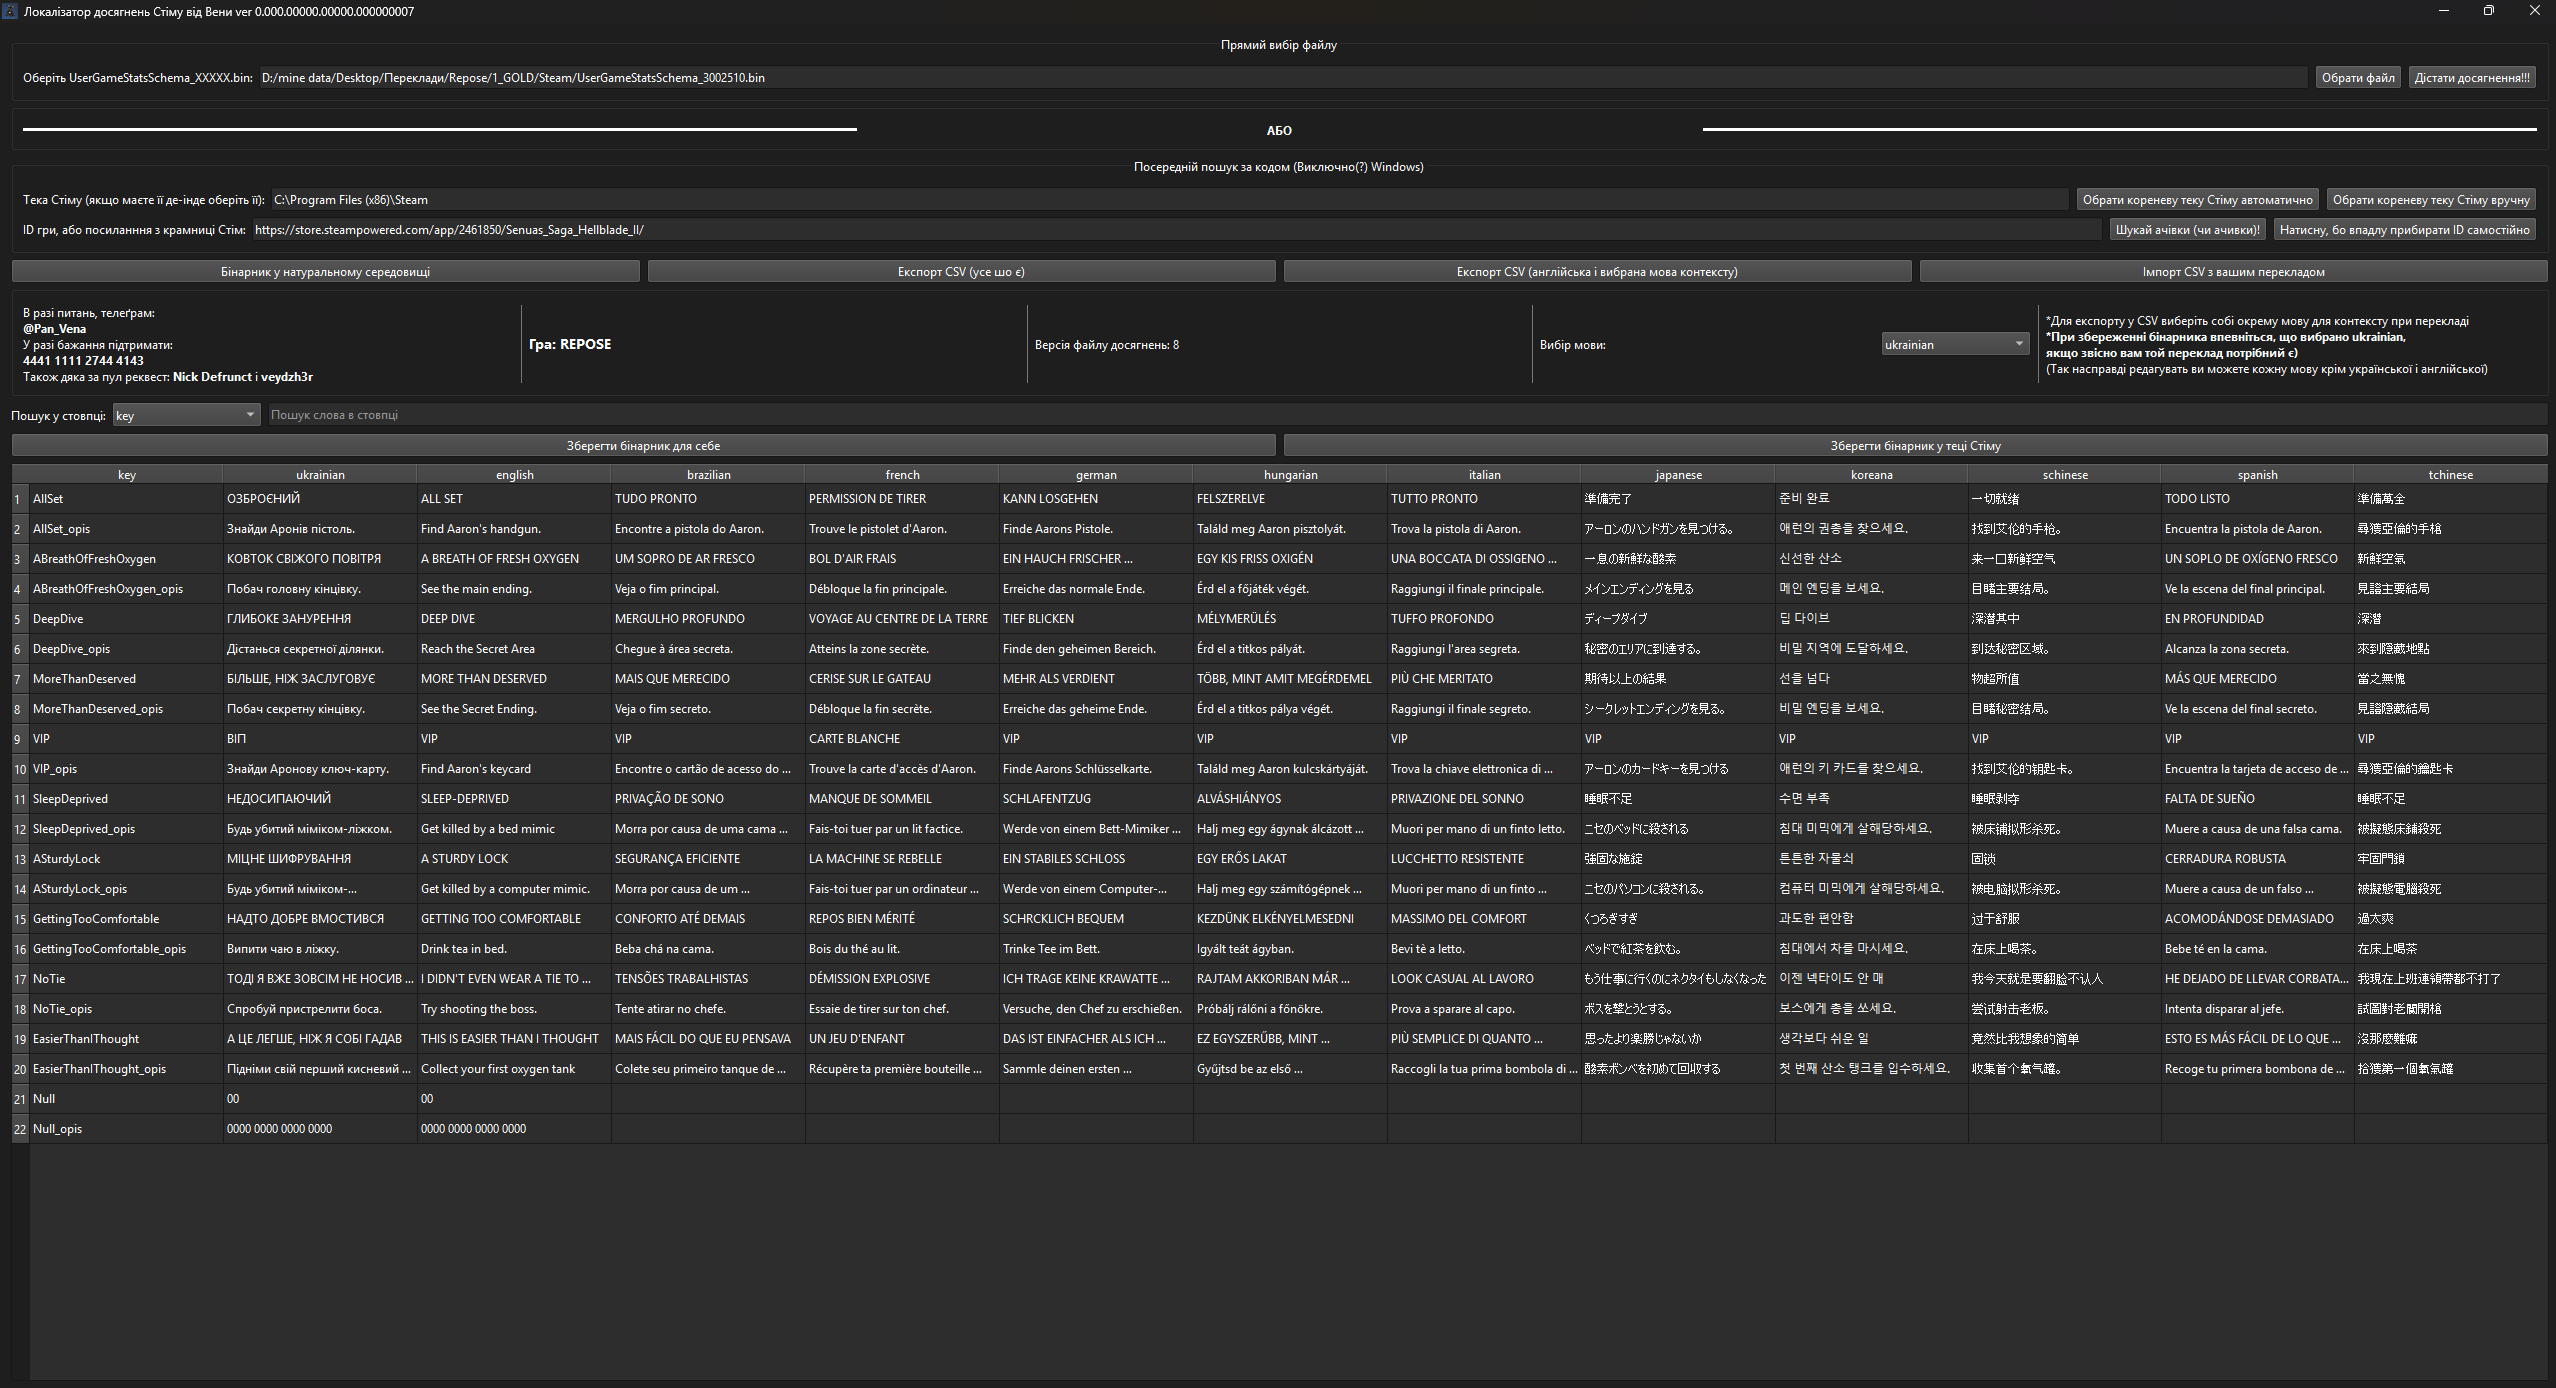 Локалізатор досягнень Стіму від Вени ver 0.000.00000.00000.000000007
Прямий вибір файлу
Оберіть UserGameStatsSchema_XXXXX.bin: D:/mine data/Desktop/Переклади/Repose/1_GOLD/Steam/UserGameStatsSchema_3002510.bin Обрати файл Дістати досягнення!!!
АБО
Посередній пошук за кодом (Виключно(?) Windows)
Тека Стіму (якщо маєте її де-інде оберіть її): C:\Program Files (x86)\Steam Обрати кореневу теку Стіму автоматично Обрати кореневу теку Стіму вручну
ID гри, або посиланння з крамниці Стім: https://store.steampowered.com/app/2461850/Senuas_Saga_Hellblade_II/ Шукай ачівки (чи ачивки)! Натисну, бо впадлу прибирати ID самостійно
Бінарник у натуральному середовищі Експорт CSV (усе шо є) Експорт CSV (англійська і вибрана мова контексту) Імпорт CSV з вашим перекладом
В разі питань, телеграм:
@Pan_Vena
У разі бажання підтримати:
4441 1111 2744 4143
Також дяка за пул реквест: Nick Defrunct і veydzh3r
Гра: REPOSE
Версія файлу досягнень: 8
Вибір мови: ukrainian
*Для експорту у CSV виберіть собі окрему мову для контексту при перекладі
*При збереженні бінарника впевніться, що вибрано ukrainian,
якщо звісно вам той переклад потрібний є)
(Так насправді редагувать ви можете кожну мову крім української і англійської)
Пошук у стовпці: key Пошук слова в стовпці
Зберегти бінарник для себе Зберегти бінарник у теці Стіму
key ukrainian english brazilian french german hungarian italian japanese koreana schinese spanish tchinese
1 AllSet ОЗБРОЄНИЙ ALL SET TUDO PRONTO PERMISSION DE TIRER KANN LOSGEHEN FELSZERELVE TUTTO PRONTO 準備完了 준비 완료 一切就绪 TODO LISTO 準備萬全
2 AllSet_opis Знайди Аронів пістоль. Find Aaron's handgun. Encontre a pistola do Aaron. Trouve le pistolet d'Aaron. Finde Aarons Pistole. Találd meg Aaron pisztolyát. Trova la pistola di Aaron. アーロンのハンドガンを見つける。 애런의 권총을 찾으세요. 找到艾伦的手枪。 Encuentra la pistola de Aaron. 尋獲亞倫的手槍
3 ABreathOfFreshOxygen КОВТОК СВІЖОГО ПОВІТРЯ A BREATH OF FRESH OXYGEN UM SOPRO DE AR FRESCO BOL D'AIR FRAIS EIN HAUCH FRISCHER ... EGY KIS FRISS OXIGÉN UNA BOCCATA DI OSSIGENO ... 一息の新鮮な酸素 신선한 산소 来一口新鲜空气 UN SOPLO DE OXÍGENO FRESCO 新鮮空氣
4 ABreathOfFreshOxygen_opis Побач головну кінцівку. See the main ending. Veja o fim principal. Débloque la fin principale. Erreiche das normale Ende. Érd el a főjáték végét. Raggiungi il finale principale. メインエンディングを見る 메인 엔딩을 보세요. 目睹主要结局。 Ve la escena del final principal. 見證主要結局
5 DeepDive ГЛИБОКЕ ЗАНУРЕННЯ DEEP DIVE MERGULHO PROFUNDO VOYAGE AU CENTRE DE LA TERRE TIEF BLICKEN MÉLYMERÜLÉS TUFFO PROFONDO ディープダイブ 딥 다이브 深潜其中 EN PROFUNDIDAD 深潛
6 DeepDive_opis Дістанься секретної ділянки. Reach the Secret Area Chegue à área secreta. Atteins la zone secrète. Finde den geheimen Bereich. Érd el a titkos pályát. Raggiungi l'area segreta. 秘密のエリアに到達する。 비밀 지역에 도달하세요. 到达秘密区域。 Alcanza la zona secreta. 來到隱藏地點
7 MoreThanDeserved БІЛЬШЕ, НІЖ ЗАСЛУГОВУЄ MORE THAN DESERVED MAIS QUE MERECIDO CERISE SUR LE GATEAU MEHR ALS VERDIENT TÖBB, MINT AMIT MEGÉRDEMEL PIÙ CHE MERITATO 期待以上の結果 선을 넘다 物超所值 MÁS QUE MERECIDO 當之無愧
8 MoreThanDeserved_opis Побач секретну кінцівку. See the Secret Ending. Veja o fim secreto. Débloque la fin secrète. Erreiche das geheime Ende. Érd el a titkos pálya végét. Raggiungi il finale segreto. シークレットエンディングを見る。 비밀 엔딩을 보세요. 目睹秘密结局。 Ve la escena del final secreto. 見證隱藏結局
9 VIP ВІП VIP VIP CARTE BLANCHE VIP VIP VIP VIP VIP VIP VIP VIP
10 VIP_opis Знайди Аронову ключ-карту. Find Aaron's keycard Encontre o cartão de acesso do ... Trouve la carte d'accès d'Aaron. Finde Aarons Schlüsselkarte. Találd meg Aaron kulcskártyáját. Trova la chiave elettronica di ... アーロンのカードキーを見つける 애런의 키 카드를 찾으세요. 找到艾伦的钥匙卡。 Encuentra la tarjeta de acceso de ... 尋獲亞倫的鑰匙卡
11 SleepDeprived НЕДОСИПАЮЧИЙ SLEEP-DEPRIVED PRIVAÇÃO DE SONO MANQUE DE SOMMEIL SCHLAFENTZUG ALVÁSHIÁNYOS PRIVAZIONE DEL SONNO 睡眠不足 수면 부족 睡眠剥夺 FALTA DE SUEÑO 睡眠不足
12 SleepDeprived_opis Будь убитий міміком-ліжком. Get killed by a bed mimic Morra por causa de uma cama ... Fais-toi tuer par un lit factice. Werde von einem Bett-Mimiker ... Halj meg egy ágynak álcázott ... Muori per mano di un finto letto. ニセのベッドに殺される 침대 미믹에게 살해당하세요. 被床铺拟形杀死。 Muere a causa de una falsa cama. 被擬態床鋪殺死
13 ASturdyLock МІЦНЕ ШИФРУВАННЯ A STURDY LOCK SEGURANÇA EFICIENTE LA MACHINE SE REBELLE EIN STABILES SCHLOSS EGY ERŐS LAKAT LUCCHETTO RESISTENTE 強固な施錠 튼튼한 자물쇠 固锁 CERRADURA ROBUSTA 牢固門鎖
14 ASturdyLock_opis Будь убитий міміком-... Get killed by a computer mimic. Morra por causa de um ... Fais-toi tuer par un ordinateur ... Werde von einem Computer-... Halj meg egy számítógépnek ... Muori per mano di un finto ... ニセのパソコンに殺される。 컴퓨터 미믹에게 살해당하세요. 被电脑拟形杀死。 Muere a causa de un falso ... 被擬態電腦殺死
15 GettingTooComfortable НАДТО ДОБРЕ ВМОСТИВСЯ GETTING TOO COMFORTABLE CONFORTO ATÉ DEMAIS REPOS BIEN MÉRITÉ SCHRCKLICH BEQUEM KEZDÜNK ELKÉNYELMESEDNI MASSIMO DEL COMFORT くつろぎすぎ 과도한 편안함 过于舒服 ACOMODÁNDOSE DEMASIADO 過太爽
16 GettingTooComfortable_opis Випити чаю в ліжку. Drink tea in bed. Beba chá na cama. Bois du thé au lit. Trinke Tee im Bett. Igyált teát ágyban. Bevi tè a letto. ベッドで紅茶を飲む。 침대에서 차를 마시세요. 在床上喝茶。 Bebe té en la cama. 在床上喝茶
17 NoTie ТОДІ Я ВЖЕ ЗОВСІМ НЕ НОСИВ ... I DIDN'T EVEN WEAR A TIE TO ... TENSÕES TRABALHISTAS DÉMISSION EXPLOSIVE ICH TRAGE KEINE KRAWATTE ... RAJTAM AKKORIBAN MÁR ... LOOK CASUAL AL LAVORO もう仕事に行くのにネクタイもしなくなった 이젠 넥타이도 안 매 我今天就是要翻脸不认人 HE DEJADO DE LLEVAR CORBATA... 我現在上班連領帶都不打了
18 NoTie_opis Спробуй пристрелити боса. Try shooting the boss. Tente atirar no chefe. Essaie de tirer sur ton chef. Versuche, den Chef zu erschießen. Próbálj rálőni a főnökre. Prova a sparare al capo. ボスを撃とうとする。 보스에게 총을 쏘세요. 尝试射击老板。 Intenta disparar al jefe. 試圖對老闆開槍
19 EasierThanIThought А ЦЕ ЛЕГШЕ, НІЖ Я СОБІ ГАДАВ THIS IS EASIER THAN I THOUGHT MAIS FÁCIL DO QUE EU PENSAVA UN JEU D'ENFANT DAS IST EINFACHER ALS ICH ... EZ EGYSZERŰBB, MINT ... PIÙ SEMPLICE DI QUANTO ... 思ったより楽勝じゃないか 생각보다 쉬운 일 竟然比我想象的简单 ESTO ES MÁS FÁCIL DE LO QUE ... 沒那麼難嘛
20 EasierThanIThought_opis Підніми свій перший кисневий ... Collect your first oxygen tank Colete seu primeiro tanque de ... Récupère ta première bouteille ... Sammle deinen ersten ... Gyűjtsd be az első ... Raccogli la tua prima bombola di ... 酸素ボンベを初めて回収する 첫 번째 산소 탱크를 입수하세요. 收集首个氧气罐。 Recoge tu primera bombona de ... 拾獲第一個氧氣罐
21 Null 00 00
22 Null_opis 0000 0000 0000 0000 0000 0000 0000 0000